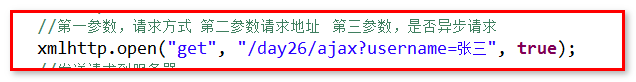 //第一参数，请求方式 第二参数请求地址 第三参数，是否异步请求
xmlhttp.open("get", "/day26/ajax?username=张三", true);